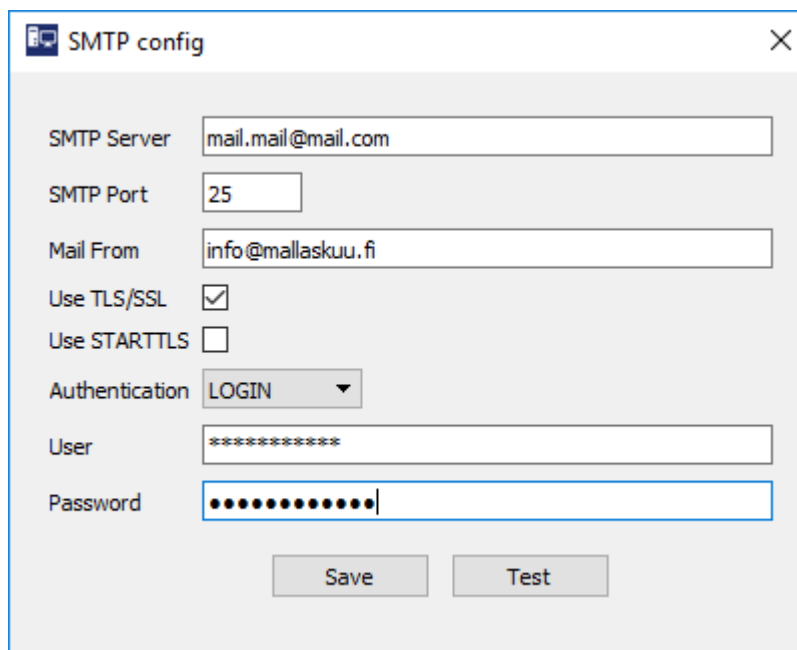 SMTP config
SMTP Server mail.mail@mail.com
SMTP Port 25
Mail From info@mallaskuu.fi
Use TLS/SSL
Use STARTTLS
Authentication LOGIN
User ***********
Password ●●●●●●●●●●●●
Save Test